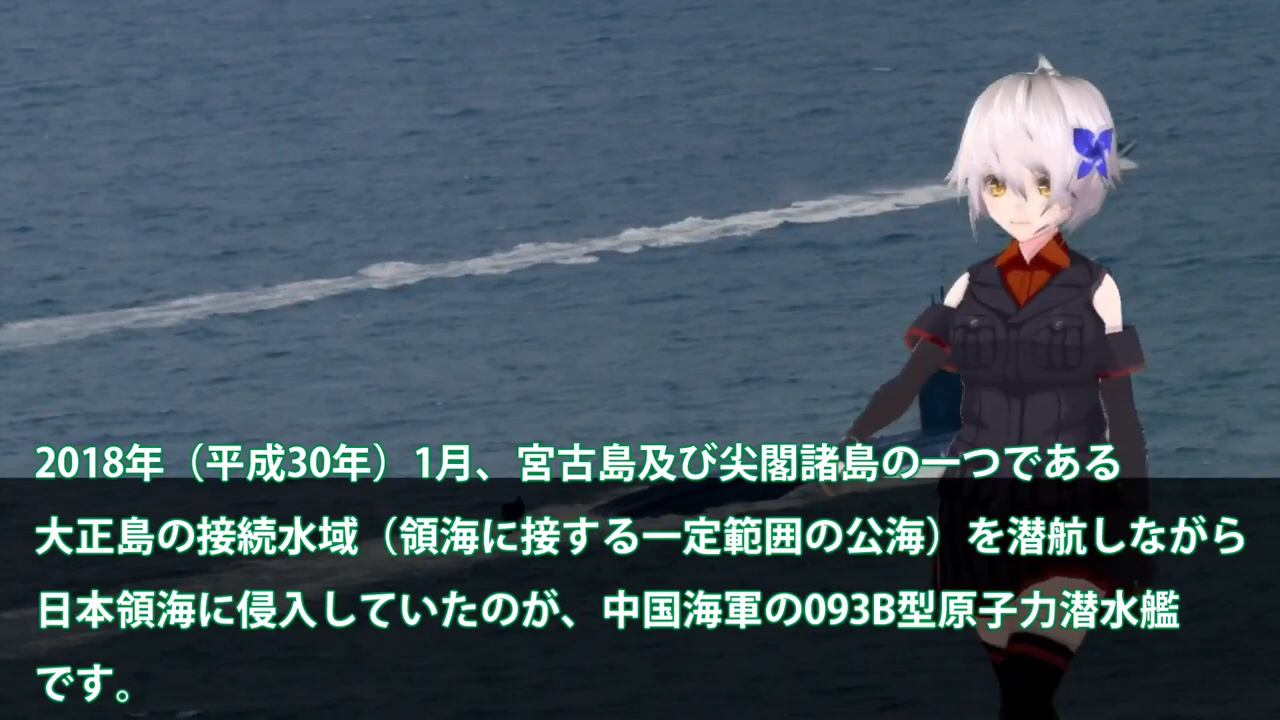 2018年（平成30年）1月、宮古島及び尖閣諸島の一つである
大正島の接続水域（領海に接する一定範囲の公海）を潜航しながら
日本領海に侵入していたのが、中国海軍の093B型原子力潜水艦
です。